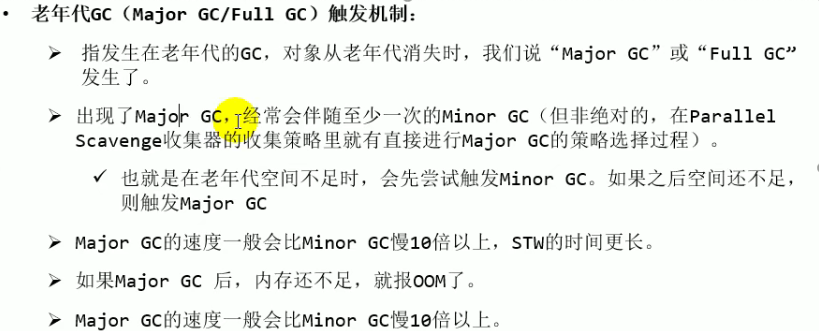 • 老年代GC（Major GC/Full GC）触发机制：
➢ 指发生在老年代的GC，对象从老年代消失时，我们说“Major GC”或“Full GC”
发生了。
➢ 出现了Major GC，经常会伴随至少一次的Minor GC（但非绝对的，在Parallel
Scavenge收集器的收集策略里就有直接进行Major GC的策略选择过程）。
✓ 也就是在老年代空间不足时，会先尝试触发Minor GC。如果之后空间还不足，
则触发Major GC
➢ Major GC的速度一般会比Minor GC慢10倍以上，STW的时间更长。
➢ 如果Major GC 后，内存还不足，就报OOM了。
➢ Major GC的速度一般会比Minor GC慢10倍以上。